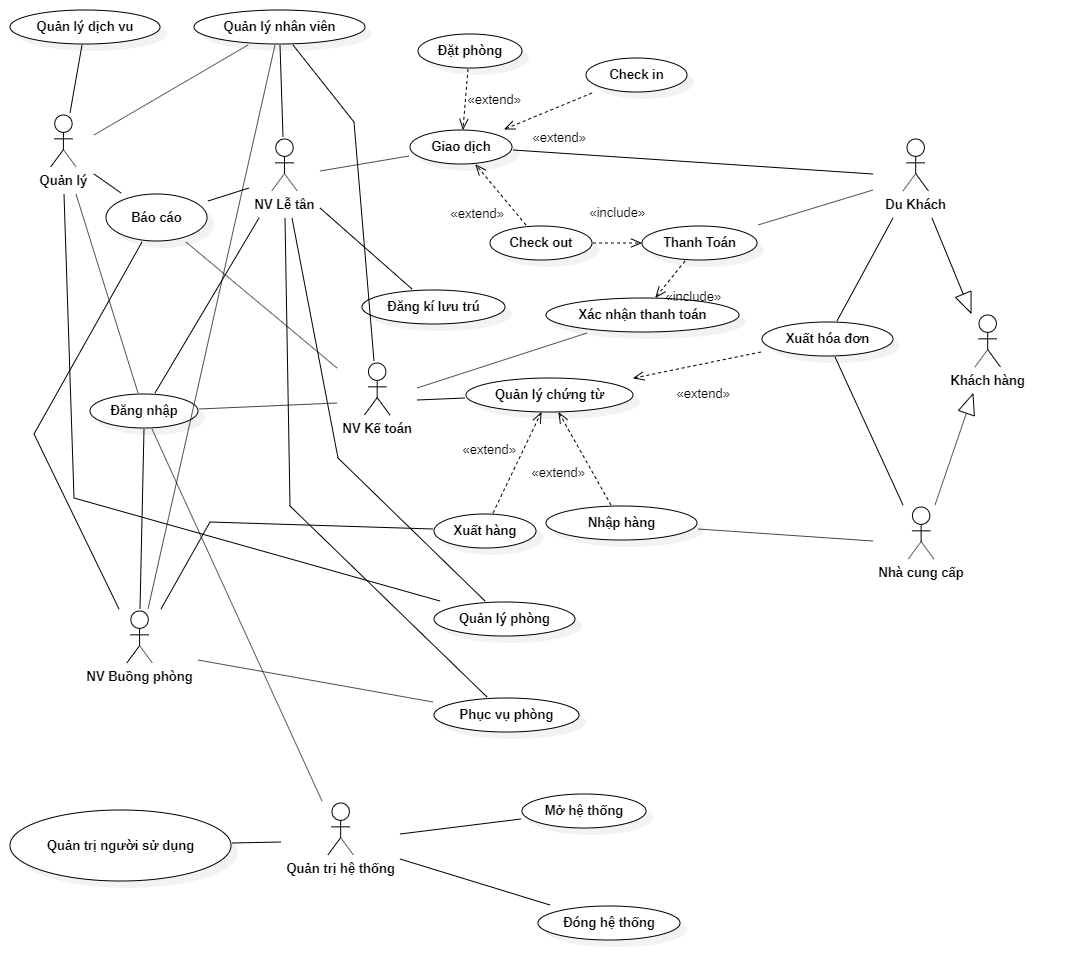 Quản lý dịch vu
Quản lý nhân viên
Đặt phòng
Check in
«extend»
«extend»
Giao dịch
Quản lý
NV Lễ tân
Du Khách
Báo cáo
«extend»
«include»
Check out
Thanh Toán
«include»
Đăng kí lưu trú
Xác nhận thanh toán
Xuất hóa đơn
Khách hàng
«extend»
Quản lý chứng từ
Đăng nhập
NV Kế toán
«extend»
«extend»
Xuất hàng
Nhập hàng
Nhà cung cấp
Quản lý phòng
NV Buồng phòng
Phục vụ phòng
Mở hệ thống
Quản trị người sử dụng
Quản trị hệ thống
Đóng hệ thống